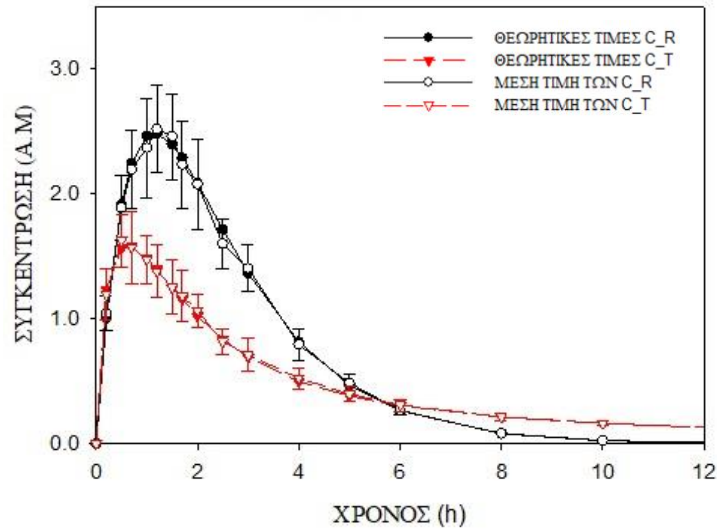 ΘΕΩΡΗΤΙΚΕΣ ΤΙΜΕΣ C_R
ΘΕΩΡΗΤΙΚΕΣ ΤΙΜΕΣ C_T
ΜΕΣΗ ΤΙΜΗ ΤΩΝ C_R
ΜΕΣΗ ΤΙΜΗ ΤΩΝ C_T
ΣΥΓΚΕΝΤΡΩΣΗ (Α.Μ)
3.0
2.0
1.0
0.0
0 2 4 6 8 10 12
ΧΡΟΝΟΣ (h)